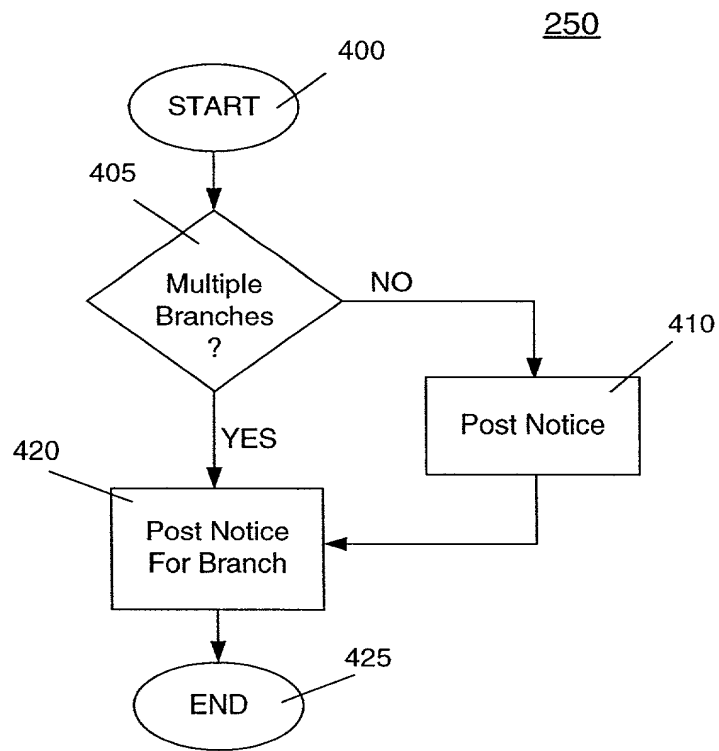 250
400
START
405
Multiple
Branches
?
NO
410
Post Notice
YES
420
Post Notice
For Branch
425
END